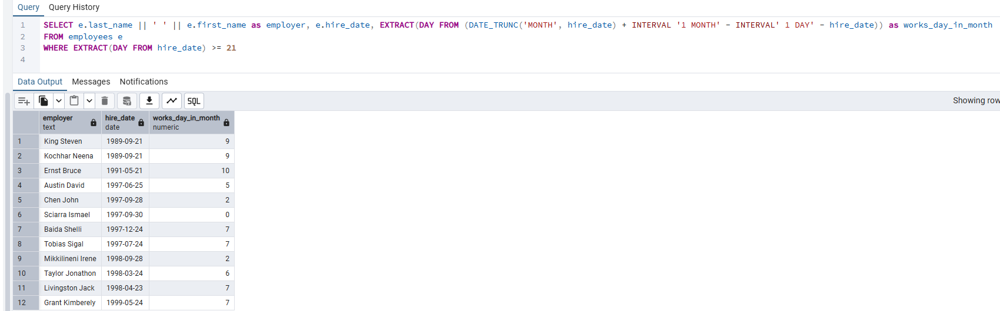 Query Query History
1 SELECT e.last_name || ' ' || e.first_name as employer, e.hire_date, EXTRACT(DAY FROM (DATE_TRUNC('MONTH', hire_date) + INTERVAL '1 MONTH' - INTERVAL' 1 DAY' - hire_date)) as works_day_in_month
2 FROM employees e
3 WHERE EXTRACT(DAY FROM hire_date) >= 21
4
Data Output Messages Notifications
SQL Showing row
employer hire_date works_day_in_month
text date numeric
1 King Steven 1989-09-21 9
2 Kochhar Neena 1989-09-21 9
3 Ernst Bruce 1991-05-21 10
4 Austin David 1997-06-25 5
5 Chen John 1997-09-28 2
6 Sciarra Ismael 1997-09-30 0
7 Baida Shelli 1997-12-24 7
8 Tobias Sigal 1997-07-24 7
9 Mikkilineni Irene 1998-09-28 2
10 Taylor Jonathon 1998-03-24 6
11 Livingston Jack 1998-04-23 7
12 Grant Kimberely 1999-05-24 7